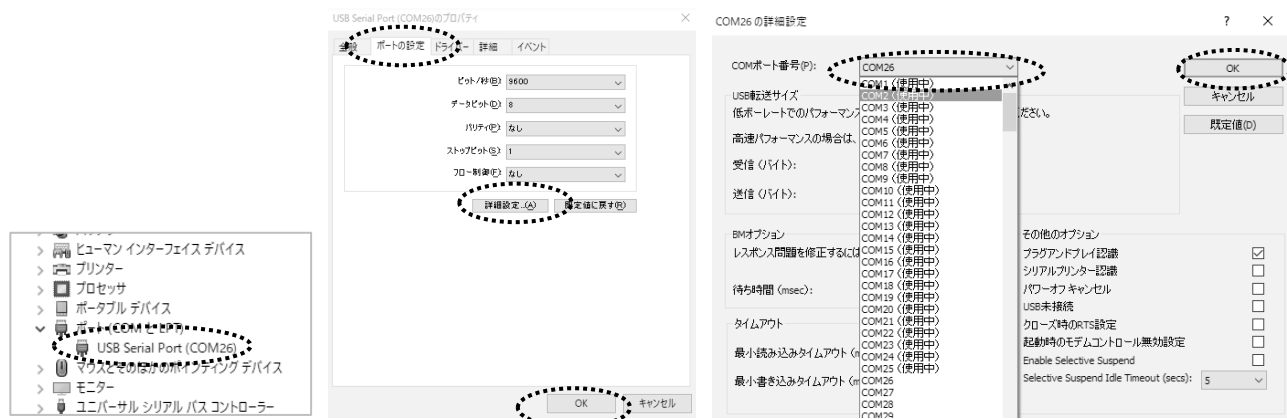 ヒューマン インターフェイス デバイス
プリンター
プロセッサ
ポータブル デバイス
ポート (COM と LPT)
USB Serial Port (COM26)
マウスとそのほかのポインティング デバイス
モニター
ユニバーサル シリアル バス コントローラー
USB Serial Port (COM26)のプロパティ
全般 ポートの設定 ドライバー 詳細 イベント
ビット/秒(B): 9600
データ ビット(D): 8
パリティ(P): なし
ストップ ビット(S): 1
フロー制御(F): なし
詳細設定...(A) 既定値に戻す(R)
OK キャンセル
COM26 の詳細設定 ? ×
COMポート番号(P): COM26
OK
キャンセル
既定値(D)
COM1 (使用中)
COM2 (使用中)
COM3 (使用中)
COM4 (使用中)
COM5 (使用中)
COM6 (使用中)
COM7 (使用中)
COM8 (使用中)
COM9 (使用中)
COM10 (使用中)
COM11 (使用中)
COM12 (使用中)
COM13 (使用中)
COM14 (使用中)
COM15 (使用中)
COM16 (使用中)
COM17 (使用中)
COM18 (使用中)
COM19 (使用中)
COM20 (使用中)
COM21 (使用中)
COM22 (使用中)
COM23 (使用中)
COM24 (使用中)
COM25 (使用中)
COM26
COM27
COM28
COM29
USB転送サイズ
低ボーレートでのパフォーマンス ださい。
高速パフォーマンスの場合は、
受信 (バイト):
送信 (バイト):
BMオプション
レスポンス問題を修正するには
待ち時間 (msec):
タイムアウト
最小読み込みタイムアウト (m
最小書き込みタイムアウト (m
その他のオプション
プラグアンドプレイ認識
シリアルプリンター認識
パワーオフ キャンセル
USB未接続
クローズ時のRTS設定
起動時のモデムコントロール無効設定
Enable Selective Suspend
Selective Suspend Idle Timeout (secs): 5